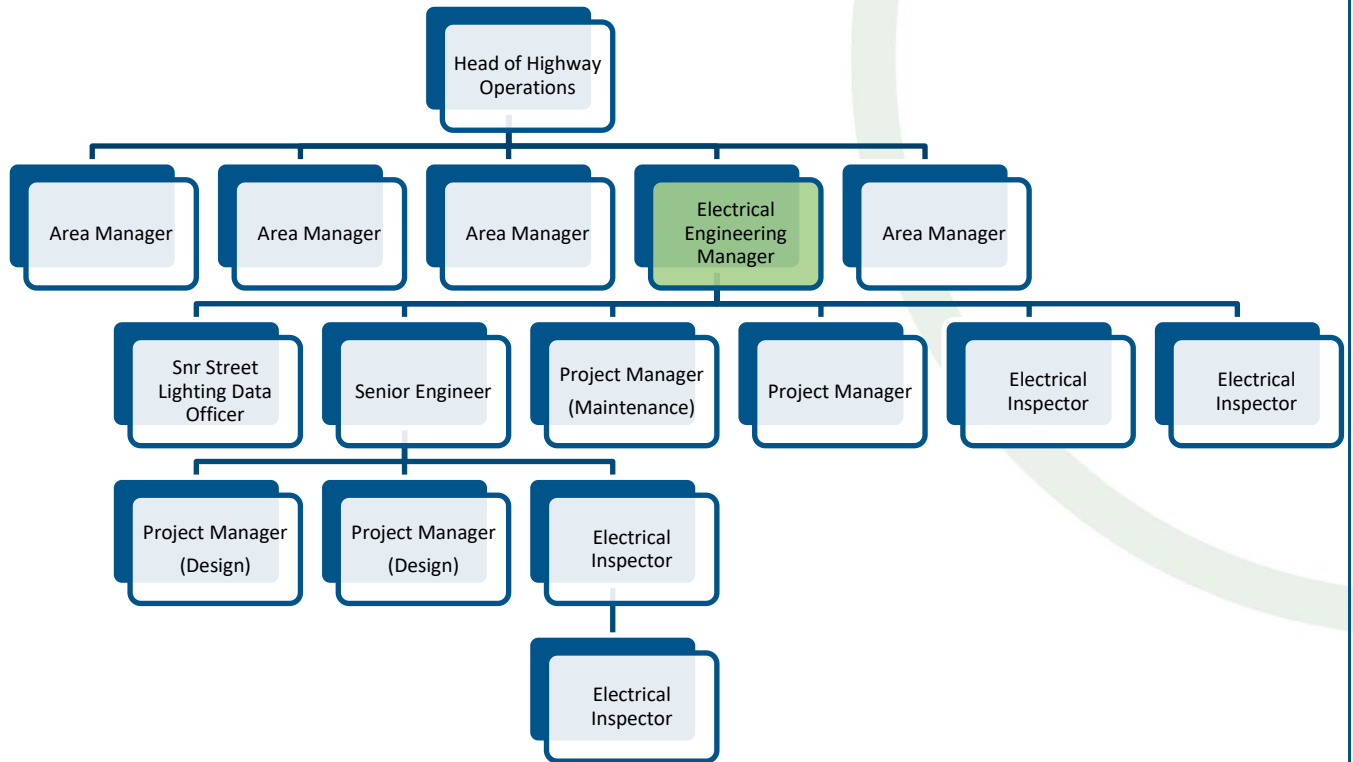 Head of Highway
Operations
Area Manager
Area Manager
Area Manager
Electrical
Engineering
Manager
Area Manager
Snr Street
Lighting Data
Officer
Senior Engineer
Project Manager
(Maintenance)
Project Manager
Electrical
Inspector
Electrical
Inspector
Project Manager
(Design)
Project Manager
(Design)
Electrical
Inspector
Electrical
Inspector